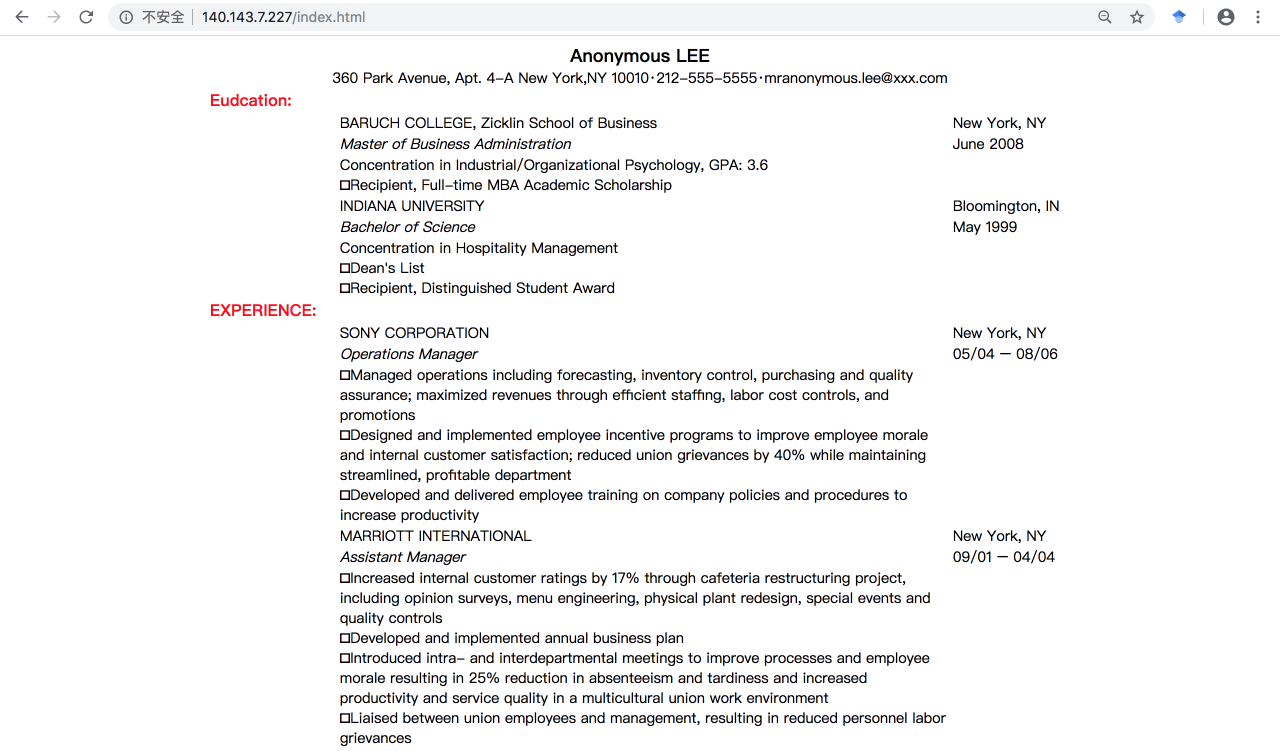 不安全 140.143.7.227/index.html
Anonymous LEE
360 Park Avenue, Apt. 4-A New York,NY 10010·212-555-5555·mranonymous.lee@xxx.com
Eudcation:
BARUCH COLLEGE, Zicklin School of Business New York, NY
Master of Business Administration June 2008
Concentration in Industrial/Organizational Psychology, GPA: 3.6
□Recipient, Full-time MBA Academic Scholarship
INDIANA UNIVERSITY Bloomington, IN
Bachelor of Science May 1999
Concentration in Hospitality Management
□Dean's List
□Recipient, Distinguished Student Award
EXPERIENCE:
SONY CORPORATION New York, NY
Operations Manager 05/04 — 08/06
□Managed operations including forecasting, inventory control, purchasing and quality
assurance; maximized revenues through efficient staffing, labor cost controls, and
promotions
□Designed and implemented employee incentive programs to improve employee morale
and internal customer satisfaction; reduced union grievances by 40% while maintaining
streamlined, profitable department
□Developed and delivered employee training on company policies and procedures to
increase productivity
MARRIOTT INTERNATIONAL New York, NY
Assistant Manager 09/01 — 04/04
□Increased internal customer ratings by 17% through cafeteria restructuring project,
including opinion surveys, menu engineering, physical plant redesign, special events and
quality controls
□Developed and implemented annual business plan
□Introduced intra- and interdepartmental meetings to improve processes and employee
morale resulting in 25% reduction in absenteeism and tardiness and increased
productivity and service quality in a multicultural union work environment
□Liaised between union employees and management, resulting in reduced personnel labor
grievances